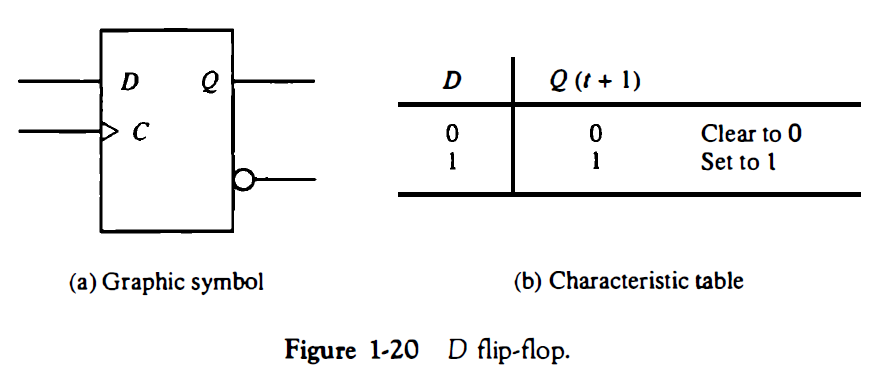 D Q
C
D Q (t + 1)
0 0 Clear to 0
1 1 Set to 1
(a) Graphic symbol
(b) Characteristic table
Figure 1-20 D flip-flop.